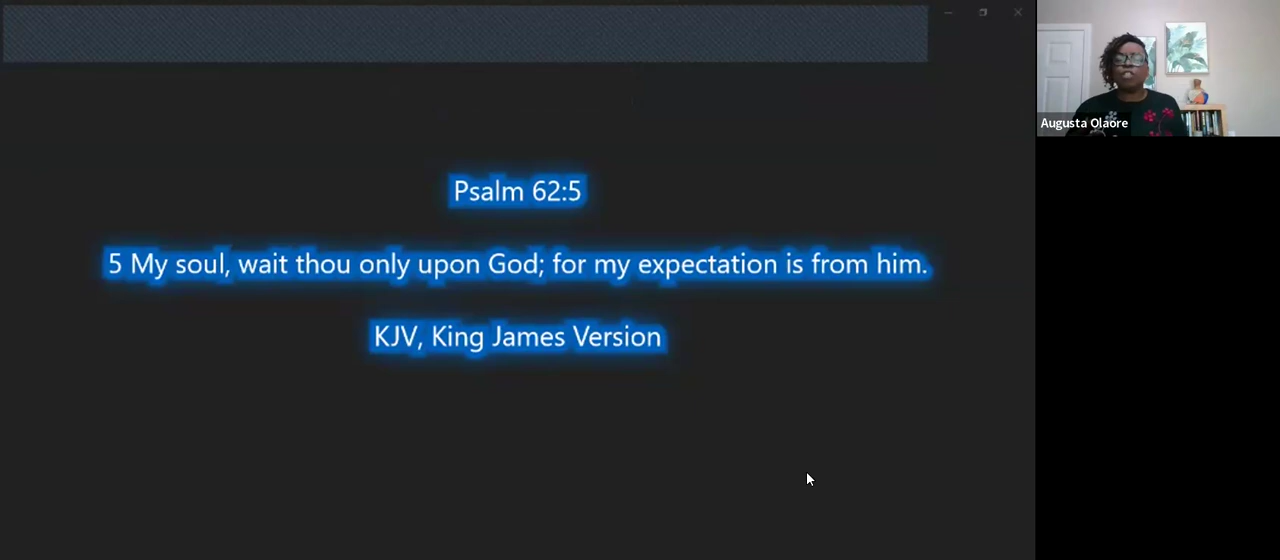 Psalm 62:5
5 My soul, wait thou only upon God; for my expectation is from him.
KJV, King James Version
Augusta Olaore